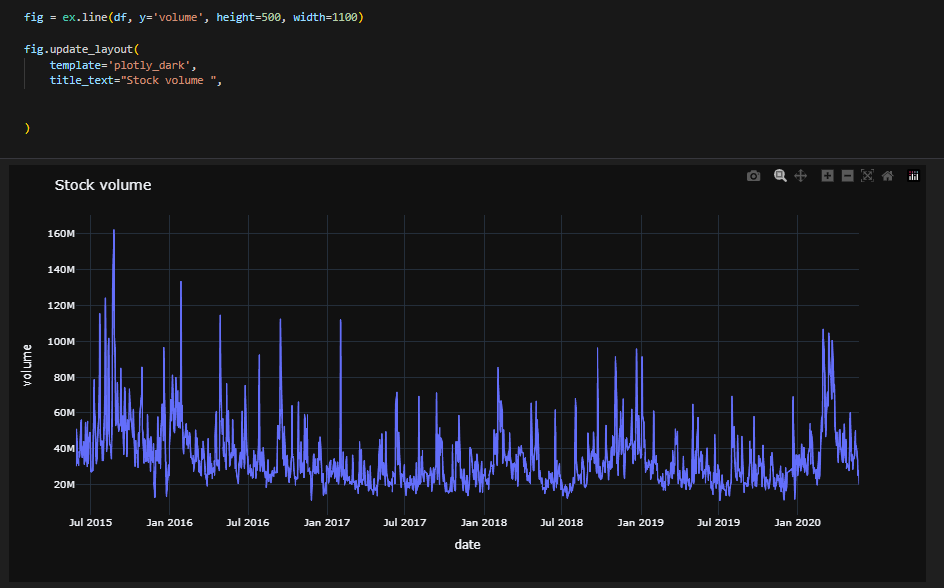 fig = ex.line(df, y='volume', height=500, width=1100)
fig.update_layout(
template='plotly_dark',
title_text="Stock volume ",
)
Stock volume
160M
140M
120M
100M
80M
60M
40M
20M
volume
Jul 2015 Jan 2016 Jul 2016 Jan 2017 Jul 2017 Jan 2018 Jul 2018 Jan 2019 Jul 2019 Jan 2020
date